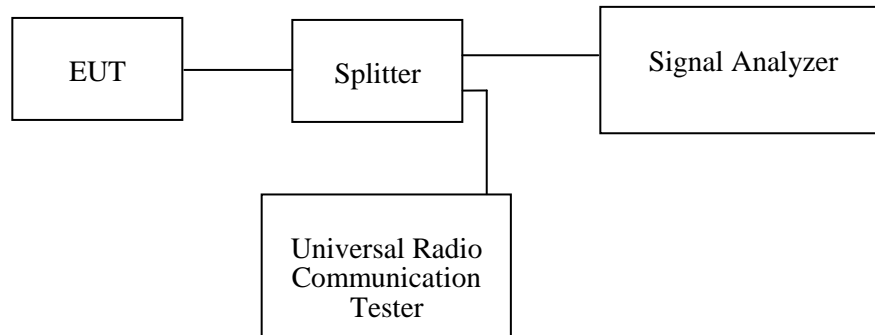 EUT
Splitter
Signal Analyzer
Universal Radio
Communication
Tester